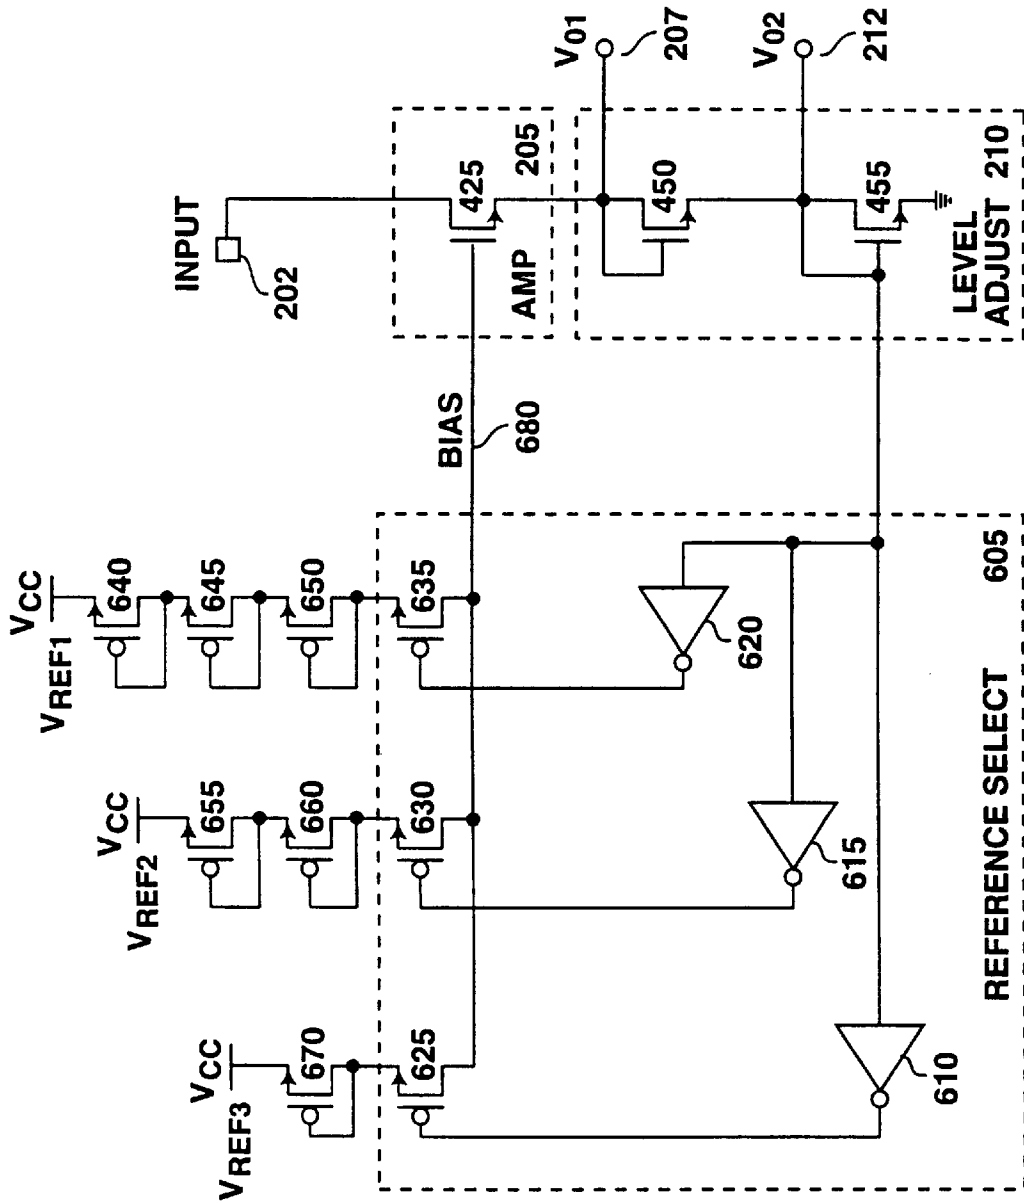 INPUT
202
AMP
425
205
V01
207
450
V02
212
455
LEVEL
ADJUST 210
BIAS
680
VCC
VREF1
640
645
650
635
VCC
VREF2
655
660
630
VCC
VREF3
670
625
620
615
610
REFERENCE SELECT
605